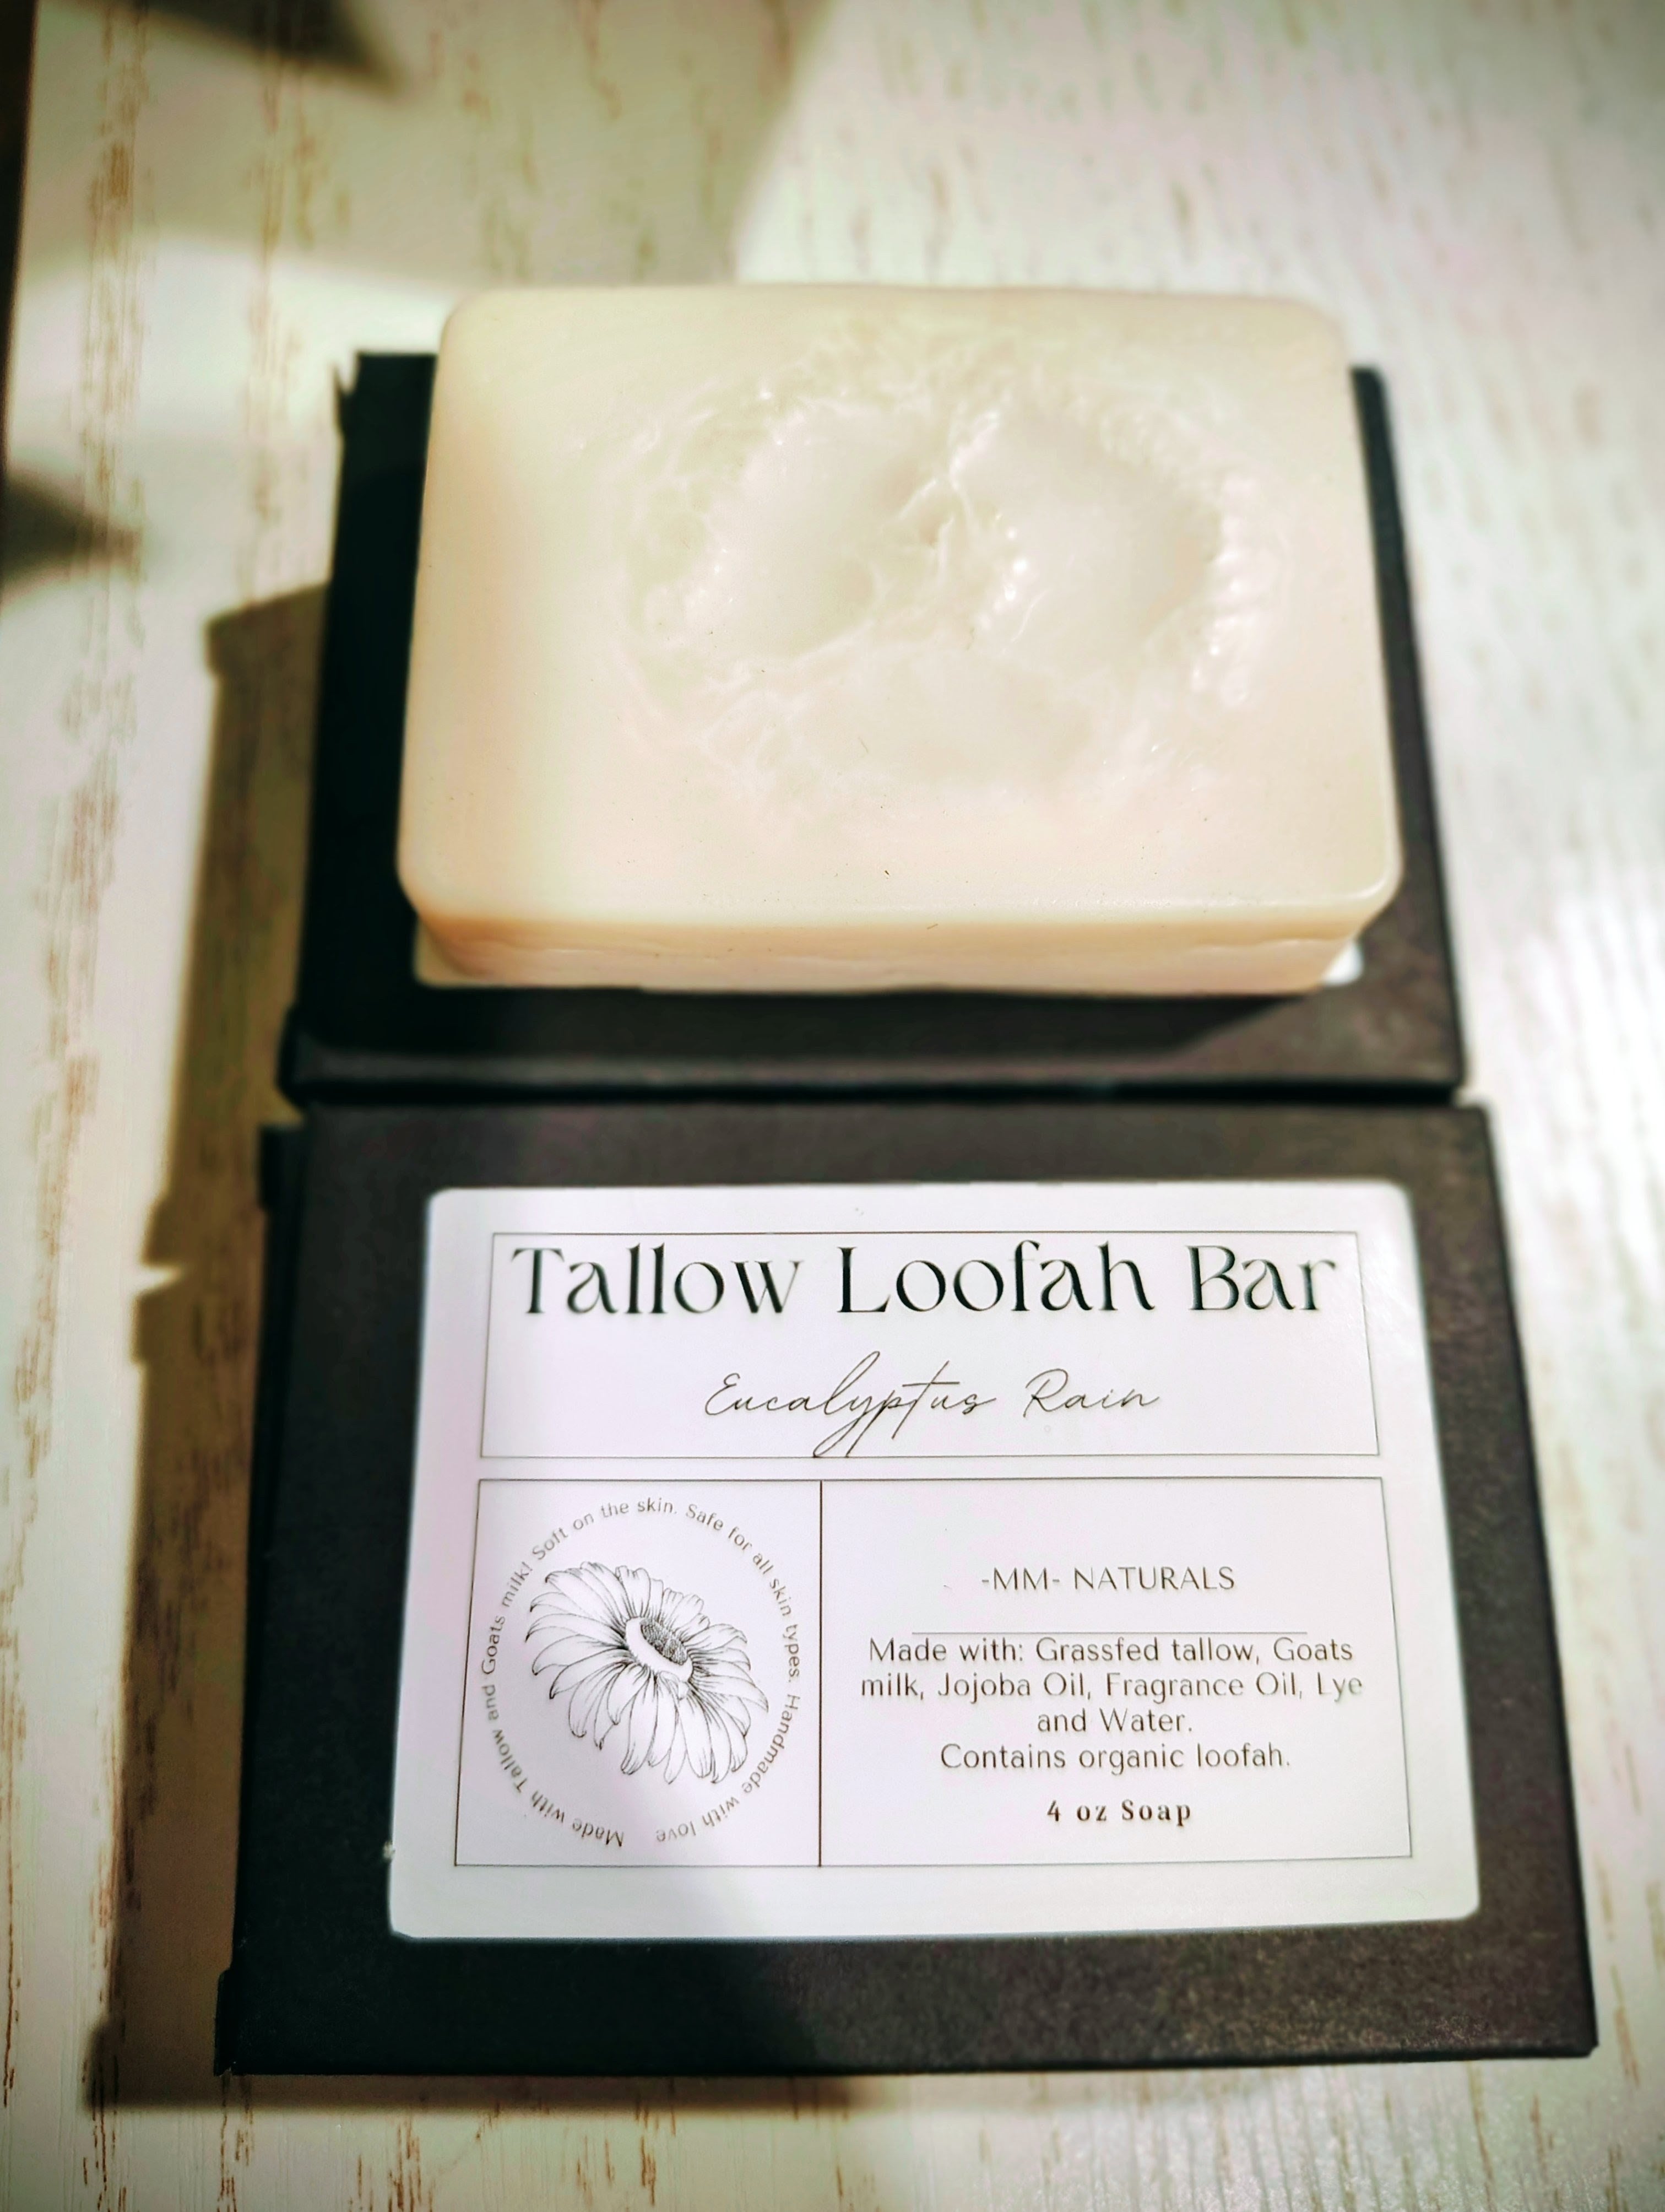 Tallow Loofah Bar
Eucalyptus Rain
Made with Tallow and Goats milk! Soft on the skin. Safe for all skin types. Handmade with love
-MM- NATURALS
Made with: Grassfed tallow, Goats
milk, Jojoba Oil, Fragrance Oil, Lye
and Water.
Contains organic loofah.
4 oz Soap